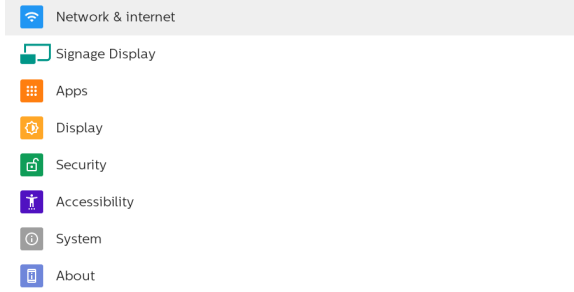 Network & internet
Signage Display
Apps
Display
Security
Accessibility
System
About